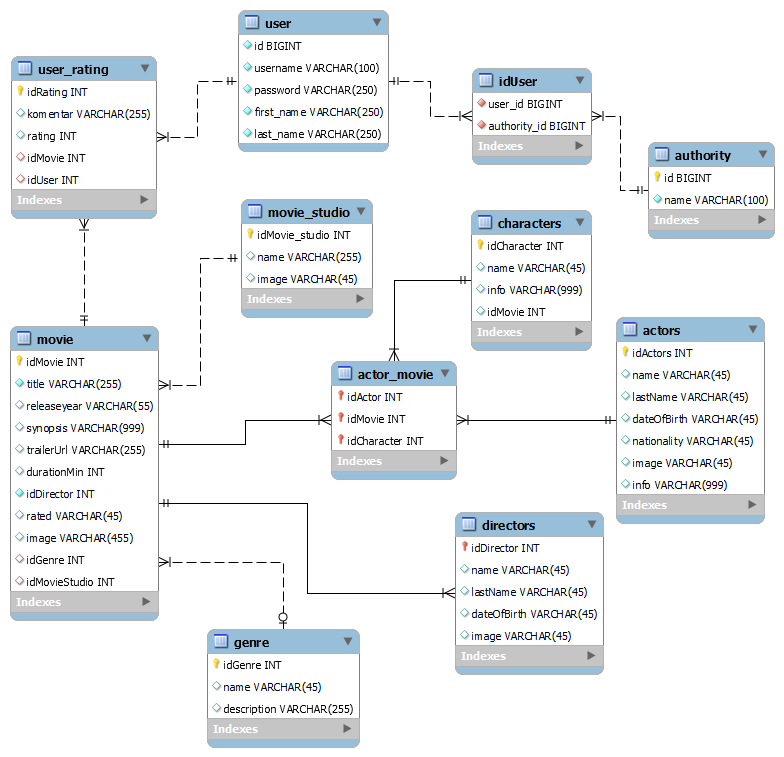 user
id BIGINT
username VARCHAR(100)
password VARCHAR(250)
first_name VARCHAR(250)
last_name VARCHAR(250)
user_rating
idRating INT
komentar VARCHAR(255)
rating INT
idMovie INT
idUser INT
Indexes
idUser
user_id BIGINT
authority_id BIGINT
Indexes
authority
id BIGINT
name VARCHAR(100)
Indexes
movie_studio
idMovie_studio INT
name VARCHAR(255)
image VARCHAR(45)
Indexes
characters
idCharacter INT
name VARCHAR(45)
info VARCHAR(999)
idMovie INT
Indexes
movie
idMovie INT
title VARCHAR(255)
releaseyear VARCHAR(55)
synopsis VARCHAR(999)
trailerUrl VARCHAR(255)
durationMin INT
idDirector INT
rated VARCHAR(45)
image VARCHAR(455)
idGenre INT
idMovieStudio INT
Indexes
actor_movie
idActor INT
idMovie INT
idCharacter INT
Indexes
actors
idActors INT
name VARCHAR(45)
lastName VARCHAR(45)
dateOfBirth VARCHAR(45)
nationality VARCHAR(45)
image VARCHAR(45)
info VARCHAR(999)
Indexes
directors
idDirector INT
name VARCHAR(45)
lastName VARCHAR(45)
dateOfBirth VARCHAR(45)
image VARCHAR(45)
Indexes
genre
idGenre INT
name VARCHAR(45)
description VARCHAR(255)
Indexes